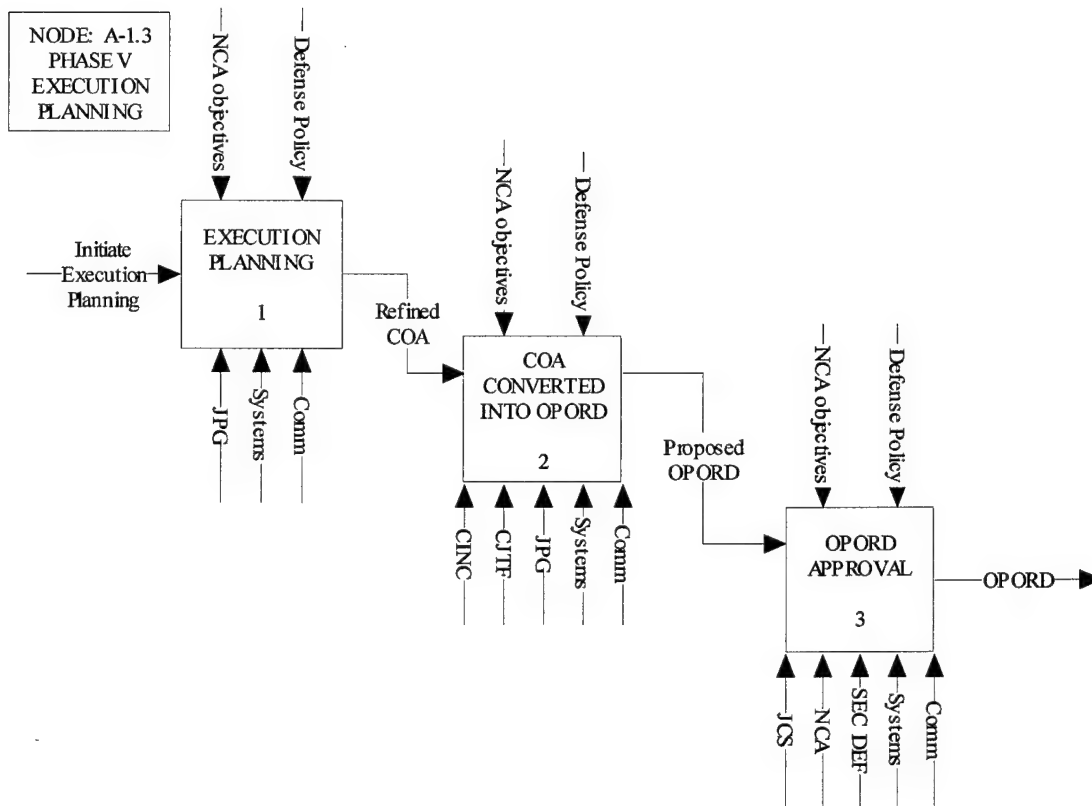 NODE: A-1.3
PHASE V
EXECUTION
PLANNING
NCA objectives
Defense Policy
Initiate
Execution
Planning
EXECUTION
PLANNING
1
JPG
Systems
Comm
Refined
COA
NCA objectives
Defense Policy
COA
CONVERTED
INTO OPORD
2
CINC
CJTF
JPG
Systems
Comm
Proposed
OPORD
NCA objectives
Defense Policy
OPORD
APPROVAL
3
JCS
NCA
SEC DEF
Systems
Comm
OPORD